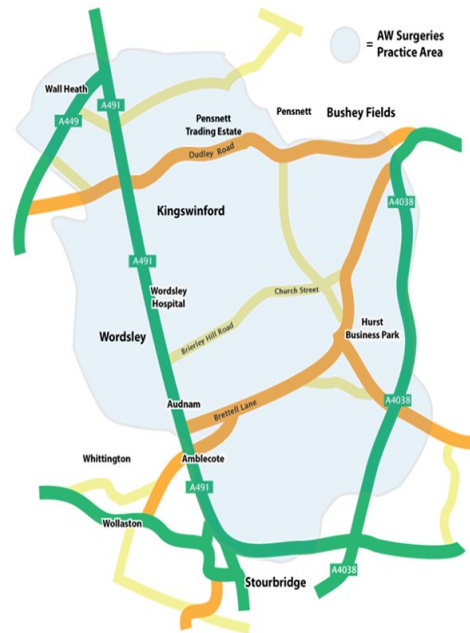 = AW Surgeries
Practice Area
Wall Heath
A491
A449
Pensnett
Trading Estate
Pensnett
Bushey Fields
Dudley Road
A4038
Kingswinford
A491
Wordsley
Hospital
Church Street
Brierley Hill Road
Wordsley
Hurst
Business Park
Audnam
Brettell Lane
A4038
Whittington
Amblecote
A491
Wollaston
A4038
Stourbridge